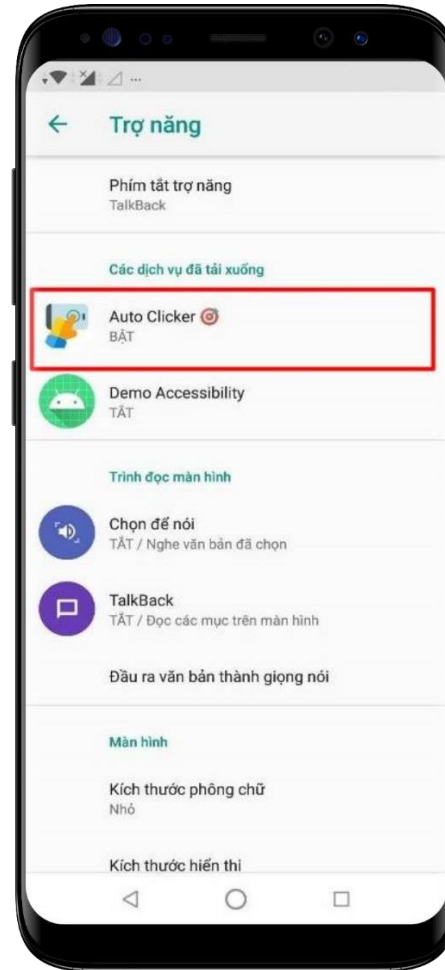 Trợ năng
Phím tắt trợ năng
TalkBack
Các dịch vụ đã tải xuống
Auto Clicker 🎯
BẬT
Demo Accessibility
TẮT
Trình đọc màn hình
Chọn để nói
TẮT / Nghe văn bản đã chọn
TalkBack
TẮT / Đọc các mục trên màn hình
Đầu ra văn bản thành giọng nói
Màn hình
Kích thước phông chữ
Nhỏ
Kích thước hiển thị